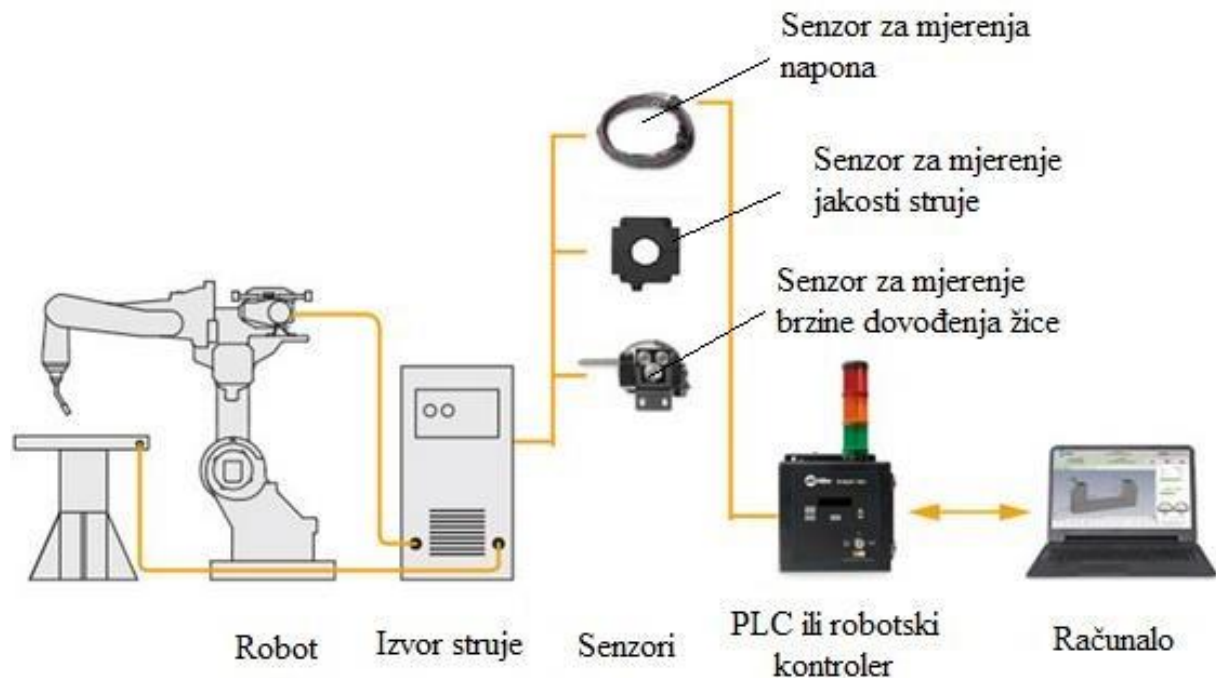 Senzor za mjerenja
napona
Senzor za mjerenje
jakosti struje
Senzor za mjerenje
brzine dovođenja žice
Robot
Izvor struje
Senzori
PLC ili robotski
kontroler
Računalo